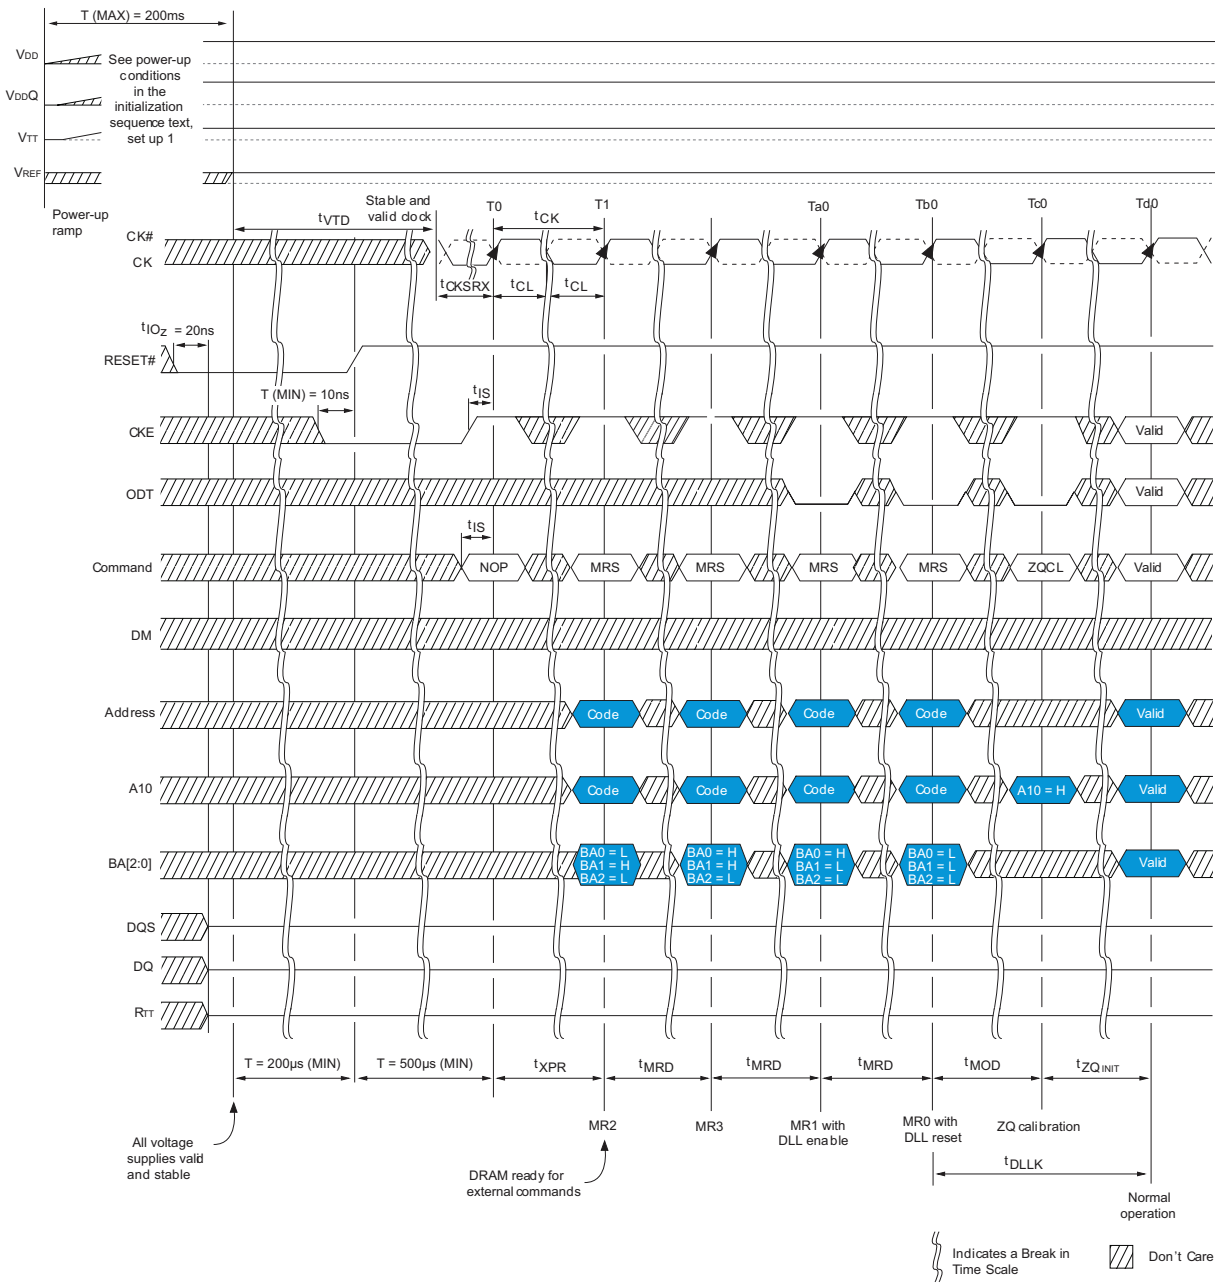 T (MAX) = 200ms
VDD
See power-up
conditions
in the
initialization
sequence text,
set up 1
VDDQ
VTT
VREF
Power-up
ramp
tVTD
Stable and
valid clock
T0
tCK
T1
Ta0
Tb0
Tc0
Td0
CK#
CK
tCKSRX
tCL
tCL
tIOz = 20ns
RESET#
T (MIN) = 10ns
tIS
CKE
Valid
ODT
Valid
tIS
Command
NOP
MRS
MRS
MRS
MRS
ZQCL
Valid
DM
Address
Code
Code
Code
Code
Valid
A10
Code
Code
Code
Code
A10 = H
Valid
BA[2:0]
BA0 = L
BA1 = H
BA2 = L
BA0 = H
BA1 = H
BA2 = L
BA0 = H
BA1 = L
BA2 = L
BA0 = L
BA1 = L
BA2 = L
Valid
DQS
DQ
RTT
T = 200µs (MIN)
T = 500µs (MIN)
tXPR
tMRD
tMRD
tMRD
tMOD
tZQINIT
All voltage
supplies valid
and stable
MR2
MR3
MR1 with
DLL enable
MR0 with
DLL reset
ZQ calibration
DRAM ready for
external commands
tDLLK
Normal
operation
Indicates a Break in
Time Scale
Don't Care